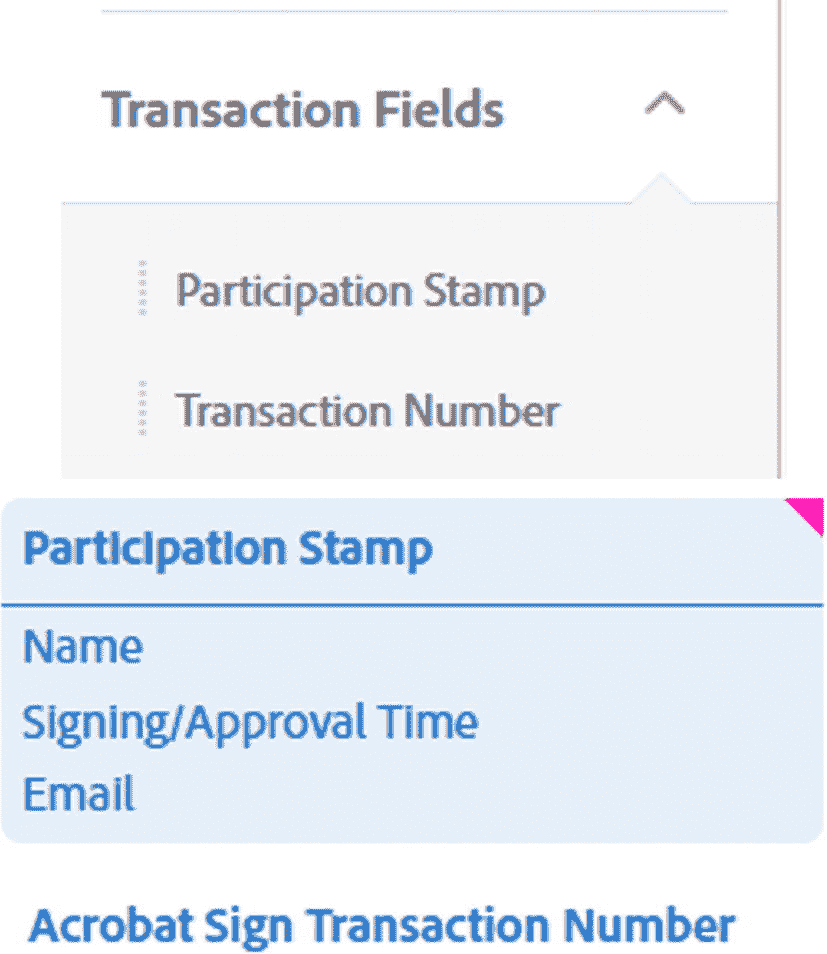 Transaction Fields
Participation Stamp
Transaction Number
Participation Stamp
Name
Signing/Approval Time
Email
Acrobat Sign Transaction Number